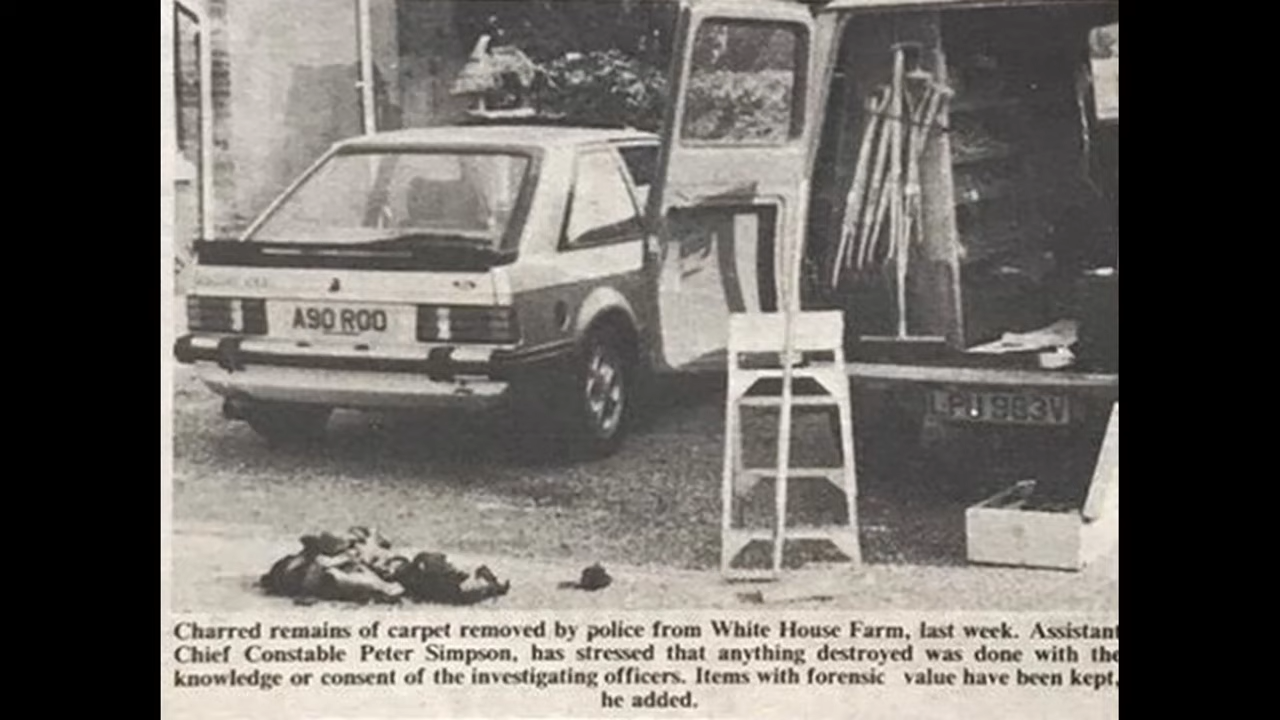 A90 ROO
LPU 983V
Charred remains of carpet removed by police from White House Farm, last week. Assistant
Chief Constable Peter Simpson, has stressed that anything destroyed was done with the
knowledge or consent of the investigating officers. Items with forensic value have been kept,
he added.